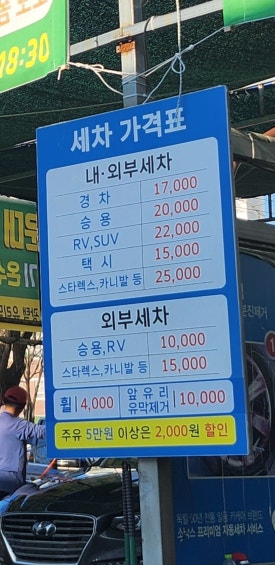 18:30
세차 가격표
내·외부세차
경 차 17,000
승 용 20,000
RV,SUV 22,000
택 시 15,000
스타렉스,카니발 등 25,000
외부세차
승용,RV 10,000
스타렉스,카니발 등 15,000
휠 4,000
앞 유 리
유막제거 10,000
주유 5만원 이상은 2,000원 할인